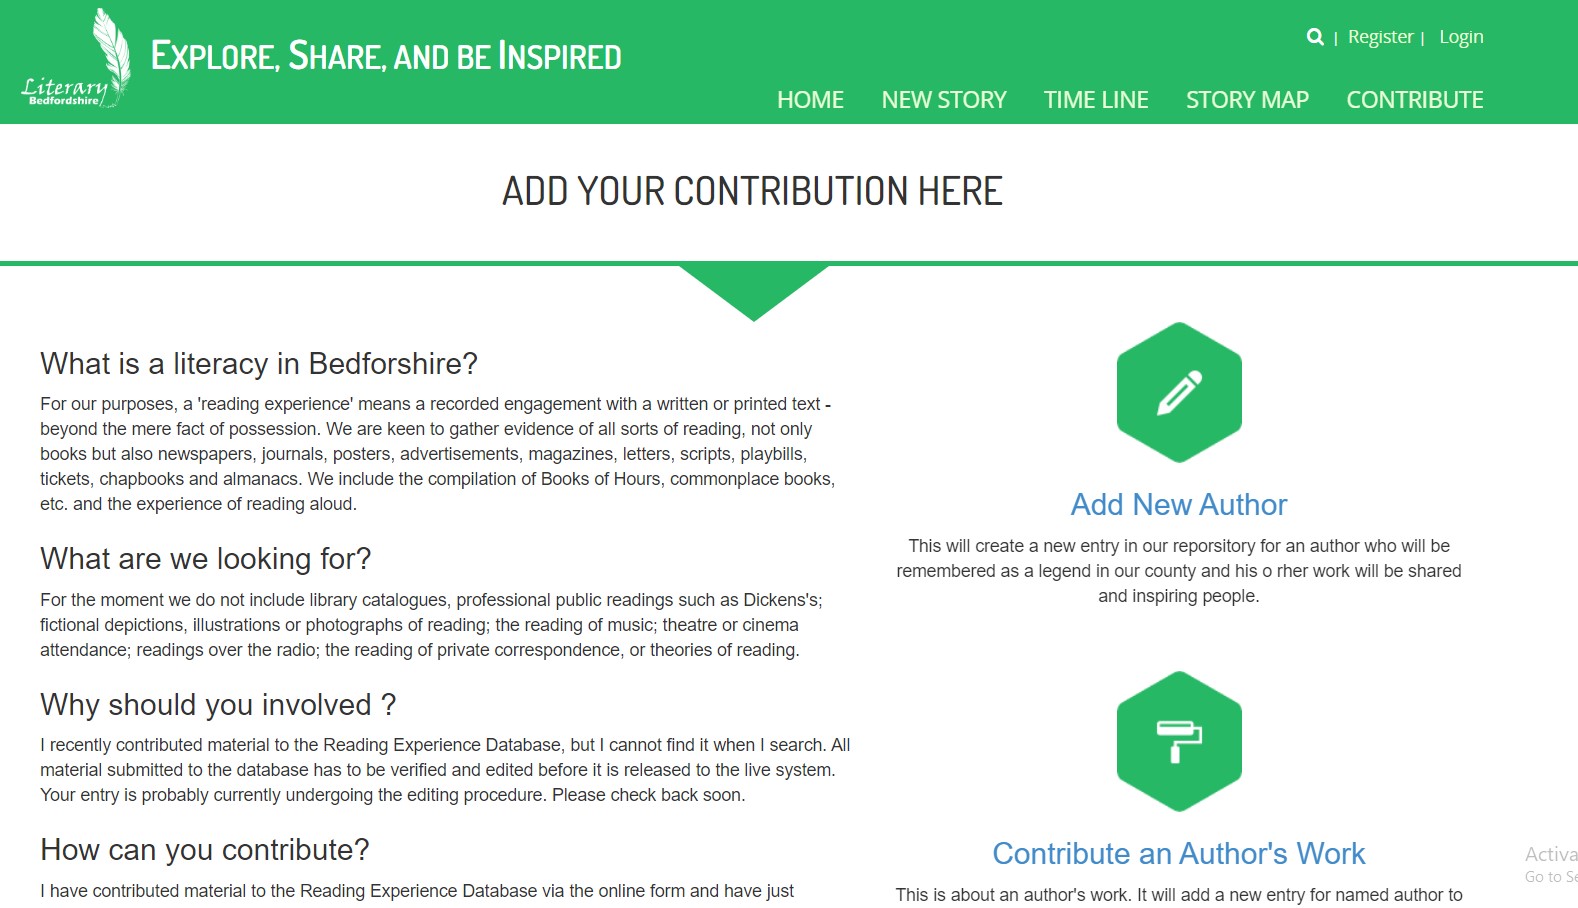 Literary
Bedfordshire
EXPLORE, SHARE, AND BE INSPIRED
| Register | Login
HOME NEW STORY TIME LINE STORY MAP CONTRIBUTE
ADD YOUR CONTRIBUTION HERE
What is a literacy in Bedforshire?
For our purposes, a 'reading experience' means a recorded engagement with a written or printed text -
beyond the mere fact of possession. We are keen to gather evidence of all sorts of reading, not only
books but also newspapers, journals, posters, advertisements, magazines, letters, scripts, playbills,
tickets, chapbooks and almanacs. We include the compilation of Books of Hours, commonplace books,
etc. and the experience of reading aloud.
What are we looking for?
For the moment we do not include library catalogues, professional public readings such as Dickens's;
fictional depictions, illustrations or photographs of reading; the reading of music; theatre or cinema
attendance; readings over the radio; the reading of private correspondence, or theories of reading.
Why should you involved ?
I recently contributed material to the Reading Experience Database, but I cannot find it when I search. All
material submitted to the database has to be verified and edited before it is released to the live system.
Your entry is probably currently undergoing the editing procedure. Please check back soon.
How can you contribute?
I have contributed material to the Reading Experience Database via the online form and have just
Add New Author
This will create a new entry in our reporsitory for an author who will be
remembered as a legend in our county and his o rher work will be shared
and inspiring people.
Contribute an Author's Work
This is about an author's work. It will add a new entry for named author to
Activa
Go to Se